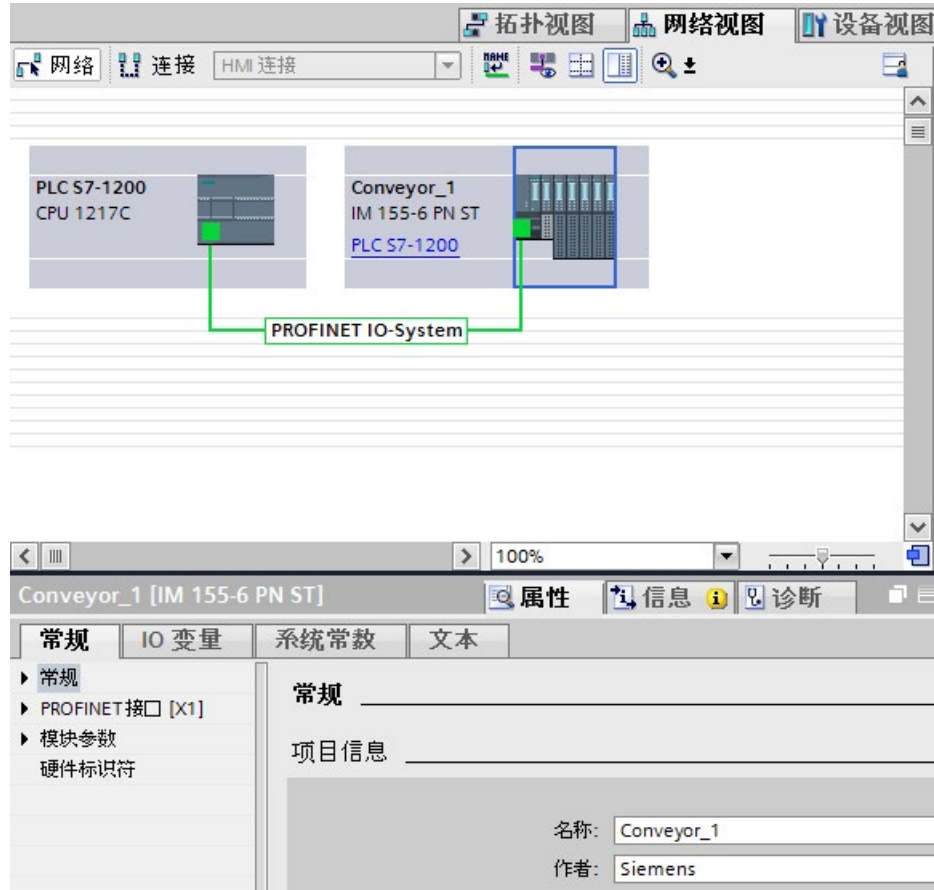 拓扑视图 网络视图 设备视图
网络 连接 HMI 连接 NAME
PLC S7-1200
CPU 1217C
Conveyor_1
IM 155-6 PN ST
PLC S7-1200
PROFINET IO-System
100%
Conveyor_1 [IM 155-6 PN ST] 属性 信息 诊断
常规 IO 变量 系统常数 文本
常规
PROFINET接口 [X1]
模块参数
硬件标识符
常规
项目信息
名称: Conveyor_1
作者: Siemens